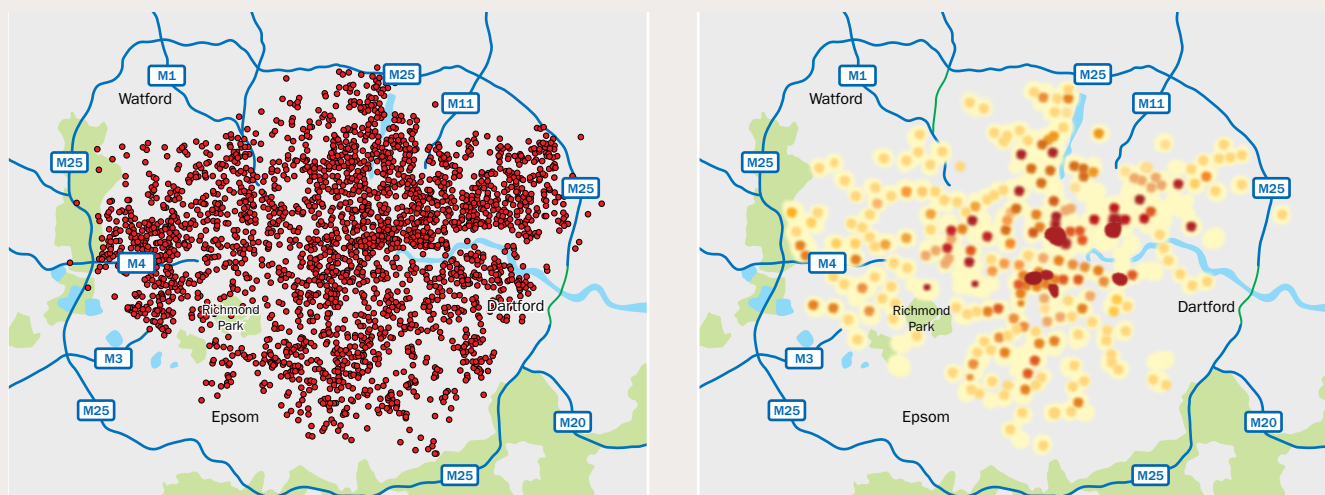 M1
M25
Watford
M11
M25
M25
M4
Richmond
Park
Dartford
M3
M25
Epsom
M20
M25
M1
M25
Watford
M11
M25
M25
M4
Richmond
Park
Dartford
M3
M25
Epsom
M20
M25